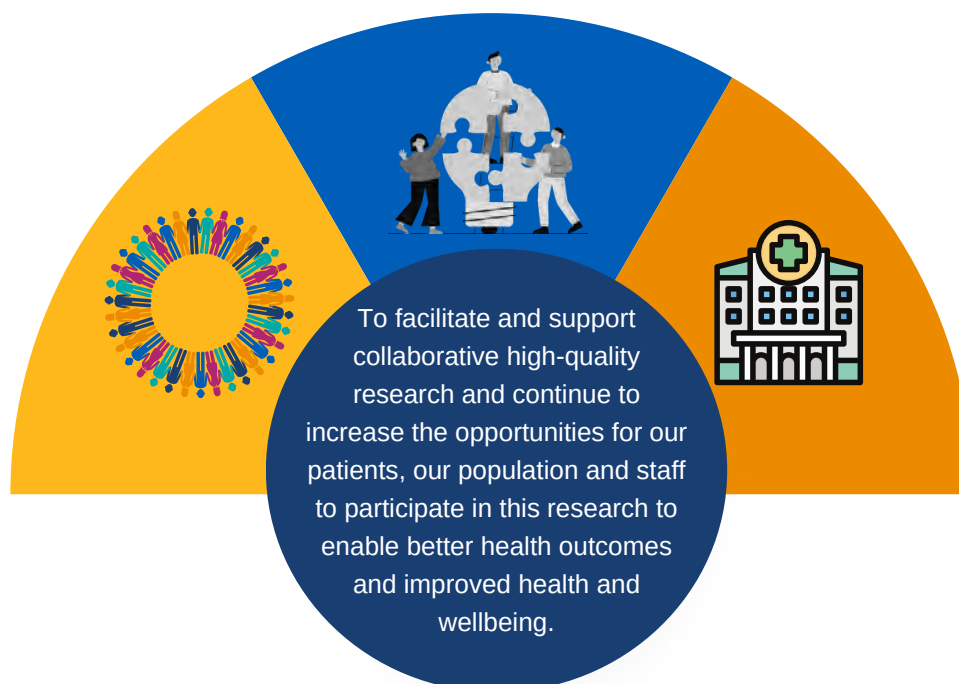 To facilitate and support
collaborative high-quality
research and continue to
increase the opportunities for our
patients, our population and staff
to participate in this research to
enable better health outcomes
and improved health and
wellbeing.